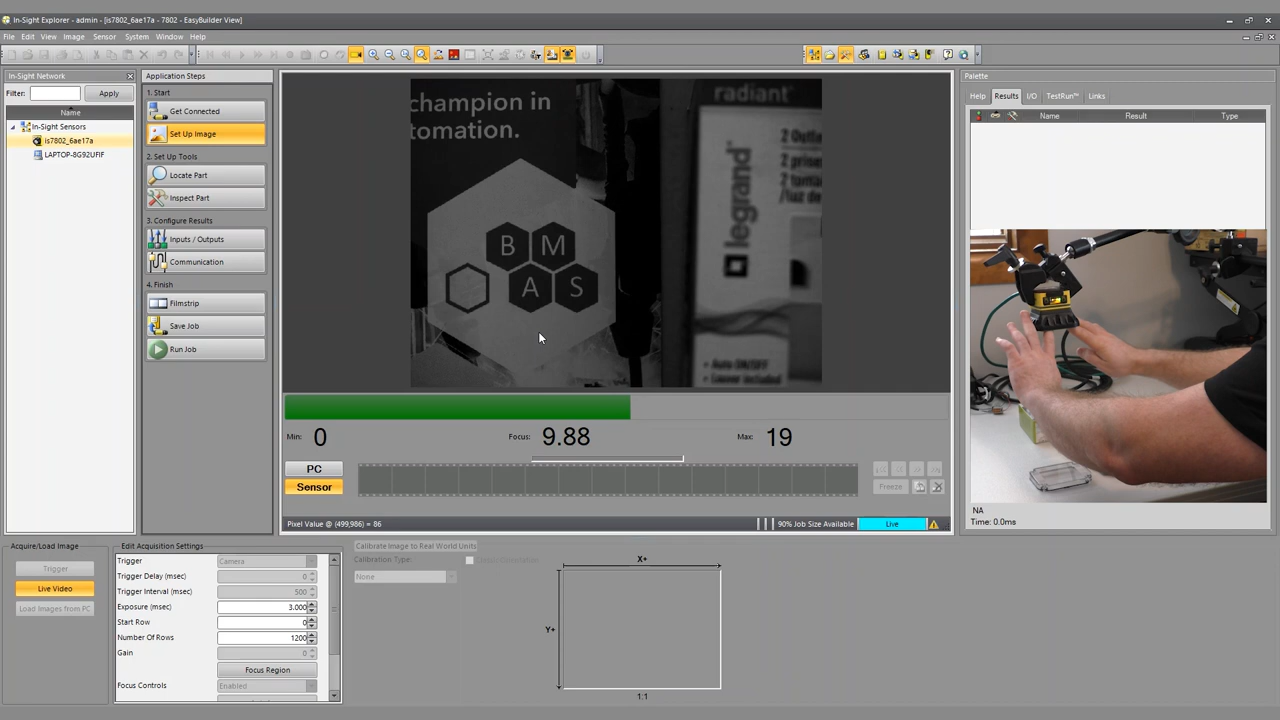 In-Sight Explorer - admin - [is7802_6ae17a - 7802 - EasyBuilder View]
File Edit View Image Sensor System Window Help
In-Sight Network
Filter: Apply
Name
In-Sight Sensors
is7802_6ae17a
LAPTOP-8G92UFIF
Application Steps
1. Start
Get Connected
Set Up Image
2. Set Up Tools
Locate Part
Inspect Part
3. Configure Results
Inputs / Outputs
Communication
4. Finish
Filmstrip
Save Job
Run Job
champion in
tomation.
B M
A S
radiant
legrand
Min: 0 Focus: 9.88 Max: 19
PC
Sensor
Freeze
Pixel Value @ (499,986) = 86
90% Job Size Available
Live
Palette
Help Results I/O TestRun™ Links
Name Result Type
NA
Time: 0.0ms
Acquire/Load Image
Trigger
Live Video
Load Images from PC
Edit Acquisition Settings
Trigger Camera
Trigger Delay (msec) 0
Trigger Interval (msec) 500
Exposure (msec) 3.000
Start Row 0
Number Of Rows 1200
Gain 0
Focus Region
Focus Controls Enabled
Calibrate Image to Real World Units
Calibration Type:
None
X+
Y+
1:1